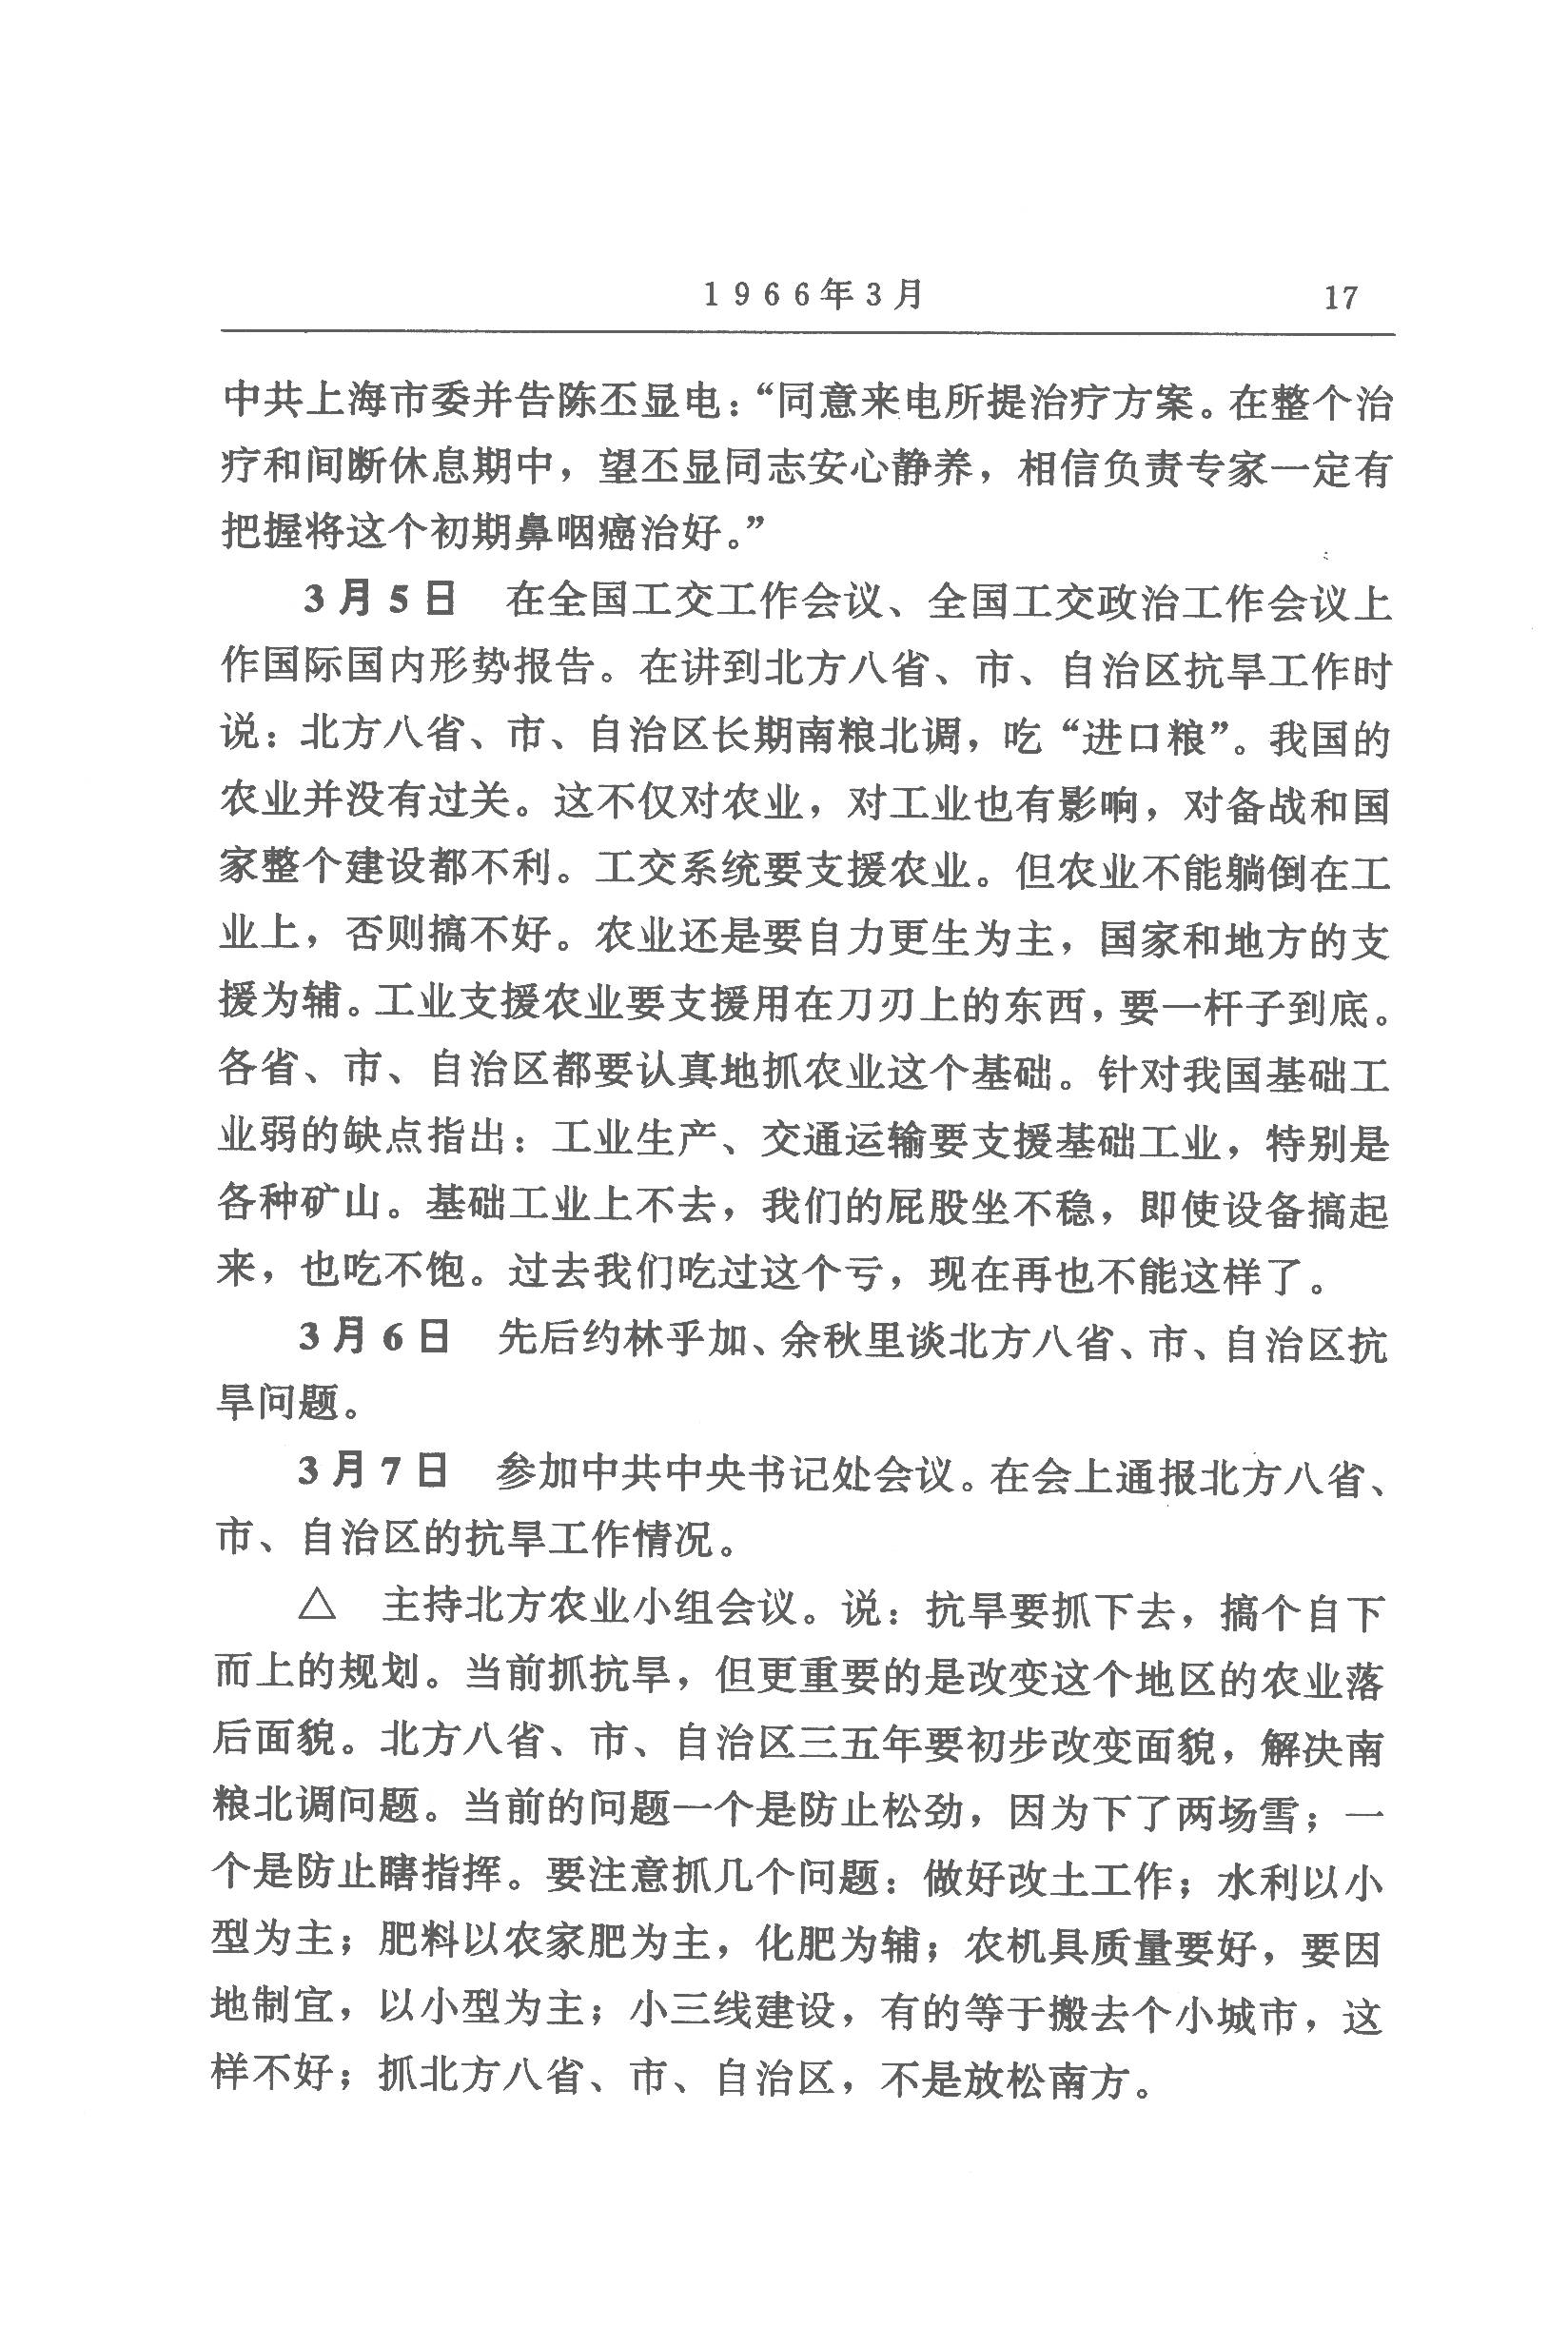 1966年3月 17
中共上海市委并告陈丕显电：“同意来电所提治疗方案。在整个治
疗和间断休息期中，望丕显同志安心静养，相信负责专家一定有
把握将这个初期鼻咽癌治好。”
3月5日 在全国工交工作会议、全国工交政治工作会议上
作国际国内形势报告。在讲到北方八省、市、自治区抗旱工作时
说：北方八省、市、自治区长期南粮北调，吃“进口粮”。我国的
农业并没有过关。这不仅对农业，对工业也有影响，对备战和国
家整个建设都不利。工交系统要支援农业。但农业不能躺倒在工
业上，否则搞不好。农业还是要自力更生为主，国家和地方的支
援为辅。工业支援农业要支援用在刀刃上的东西，要一杆子到底。
各省、市、自治区都要认真地抓农业这个基础。针对我国基础工
业弱的缺点指出：工业生产、交通运输要支援基础工业，特别是
各种矿山。基础工业上不去，我们的屁股坐不稳，即使设备搞起
来，也吃不饱。过去我们吃过这个亏，现在再也不能这样了。
3月6日 先后约林乎加、余秋里谈北方八省、市、自治区抗
旱问题。
3月7日 参加中共中央书记处会议。在会上通报北方八省、
市、自治区的抗旱工作情况。
△ 主持北方农业小组会议。说：抗旱要抓下去，搞个自下
而上的规划。当前抓抗旱，但更重要的是改变这个地区的农业落
后面貌。北方八省、市、自治区三五年要初步改变面貌，解决南
粮北调问题。当前的问题一个是防止松劲，因为下了两场雪；一
个是防止瞎指挥。要注意抓几个问题：做好改土工作；水利以小
型为主；肥料以农家肥为主，化肥为辅；农机具质量要好，要因
地制宜，以小型为主；小三线建设，有的等于搬去个小城市，这
样不好；抓北方八省、市、自治区，不是放松南方。